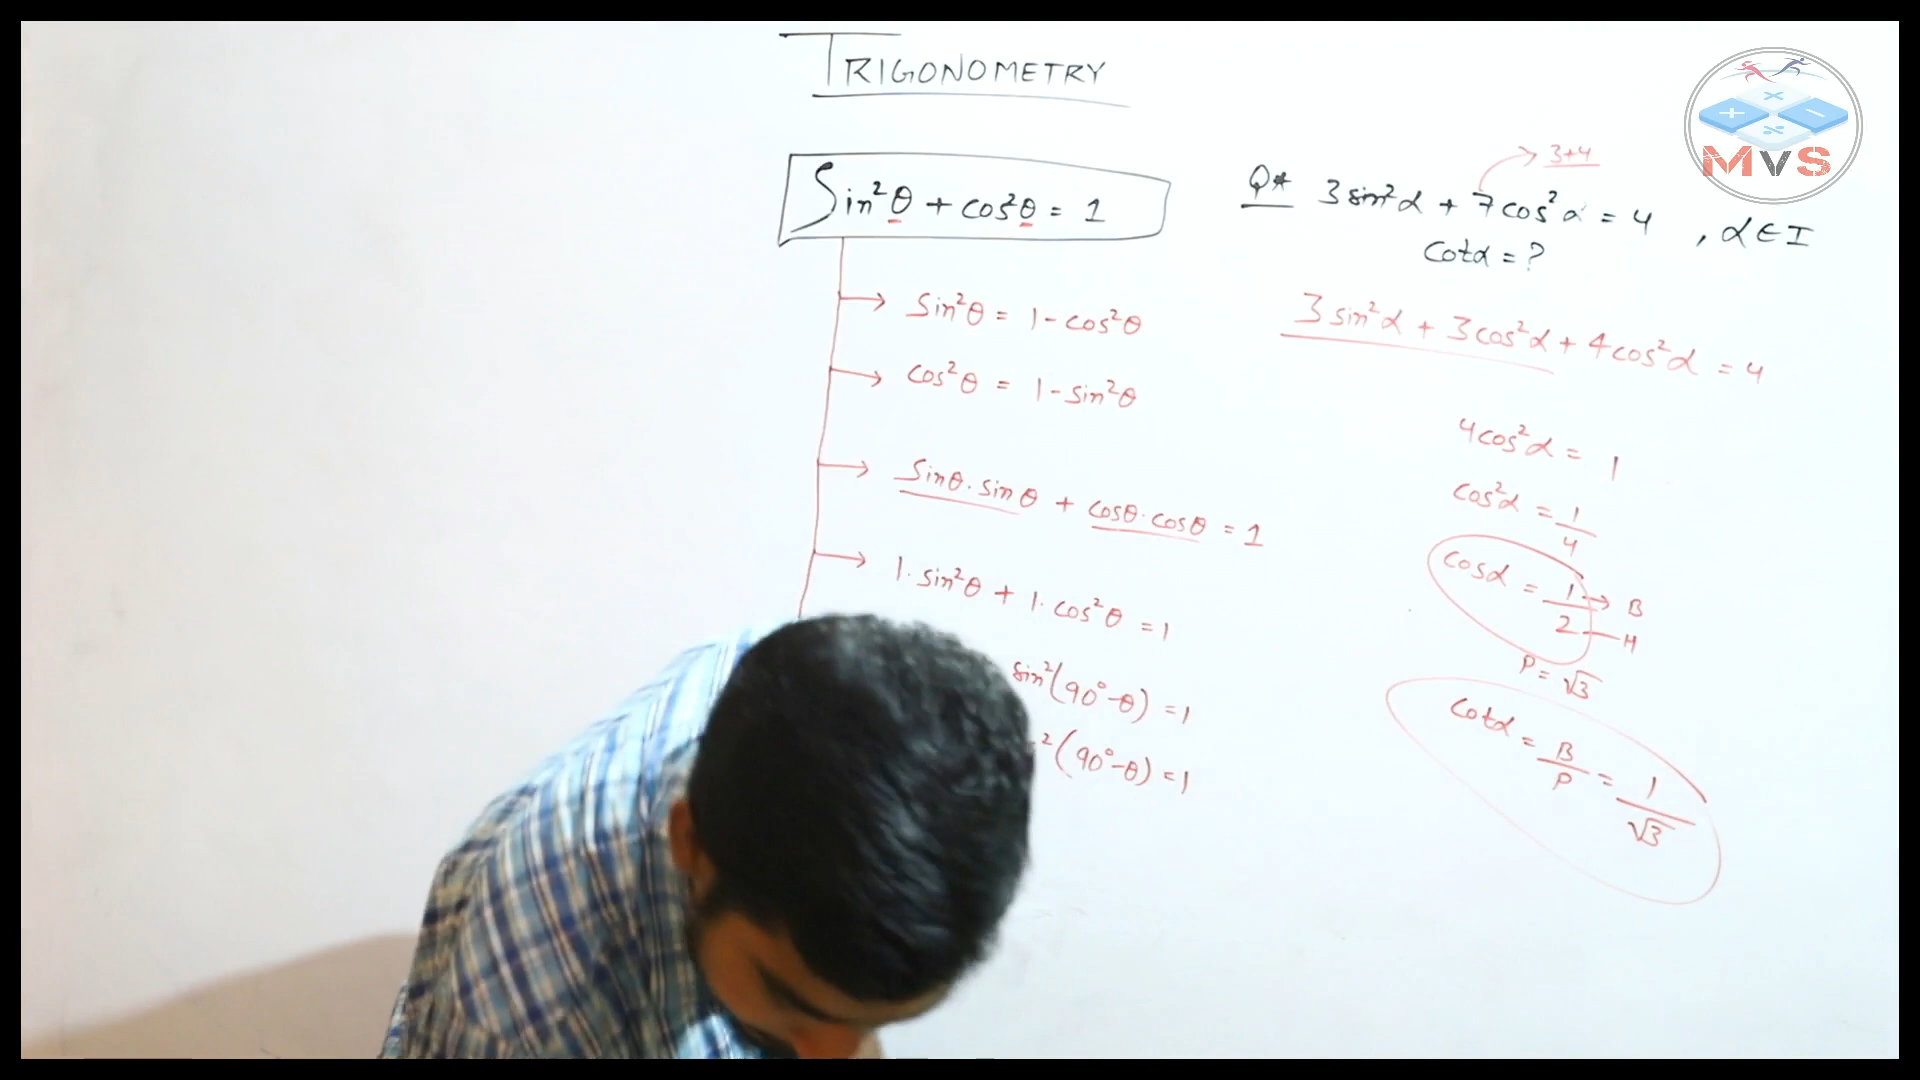 TRIGONOMETRY
Sin²θ + cos²θ = 1
Sin²θ = 1 - cos²θ
cos²θ = 1 - sin²θ
Sinθ · sinθ + cosθ · cosθ = 1
1 · sin²θ + 1 · cos²θ = 1
sin²(90° - θ) = 1
²(90° - θ) = 1
3+4
Q* 3 sin²α + 7 cos²α = 4 , α ∈ I
cotα = ?
3 sin²α + 3 cos²α + 4 cos²α = 4
4 cos²α = 1
cos²α = 1/4
cosα = 1/2 → B — H
P = √3
cotα = B/P = 1/√3
MVS